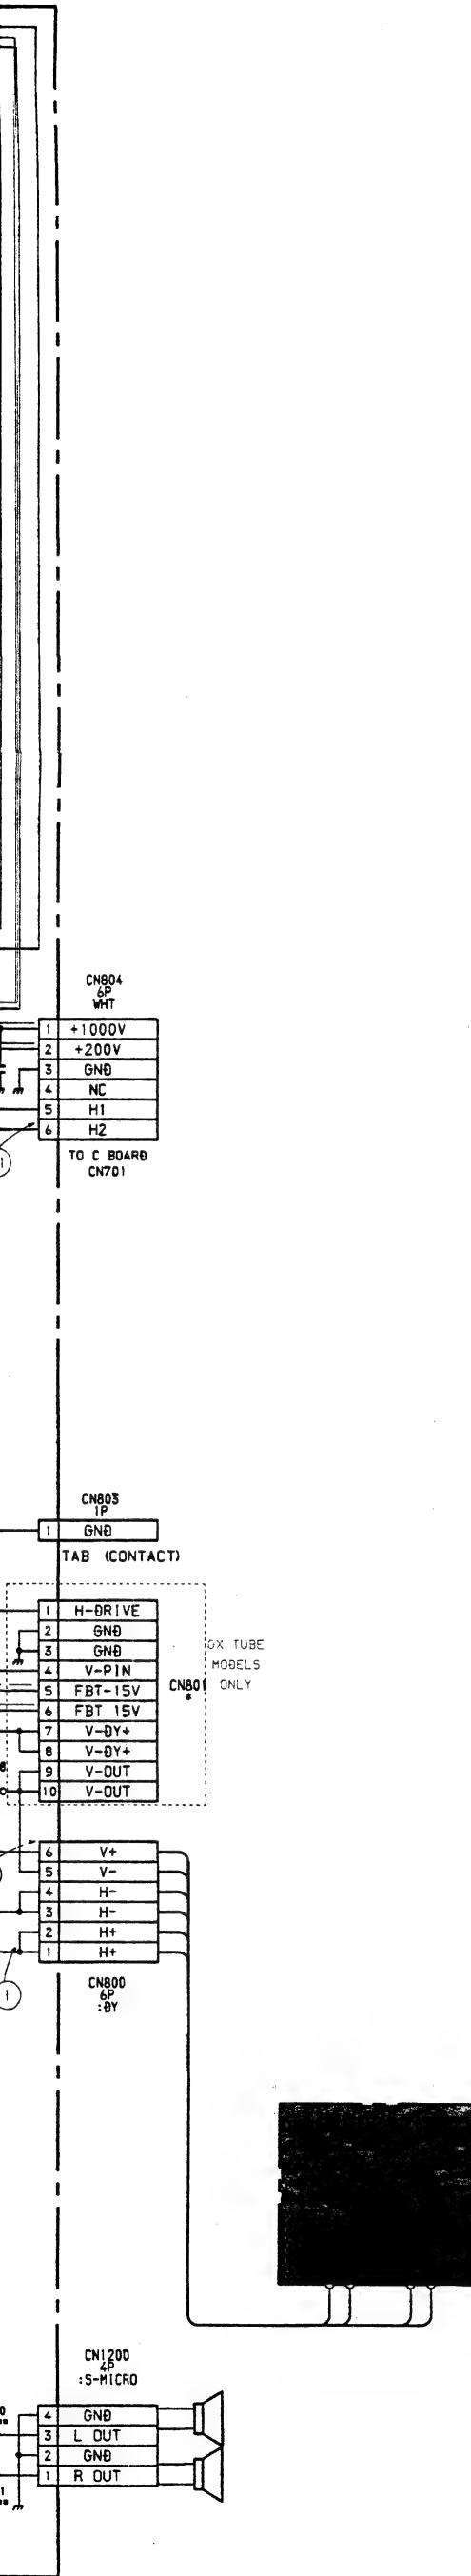 CN804
6P
WHT
1 +1000V
2 +200V
3 GND
4 NC
5 H1
6 H2
TO C BOARD
CN701
CN803
1P
1 GND
TAB (CONTACT)
1 H-DRIVE
2 GND
3 GND
4 V-PIN
5 FBT-15V
6 FBT 15V
7 V-DY+
8 V-DY+
9 V-OUT
10 V-OUT
CN801
*
TUBE
MODELS
ONLY
6 V+
5 V-
4 H-
3 H-
2 H+
1 H+
CN800
6P
:DY
1
CN1200
4P
:S-MICRO
4 GND
3 L OUT
2 GND
1 R OUT